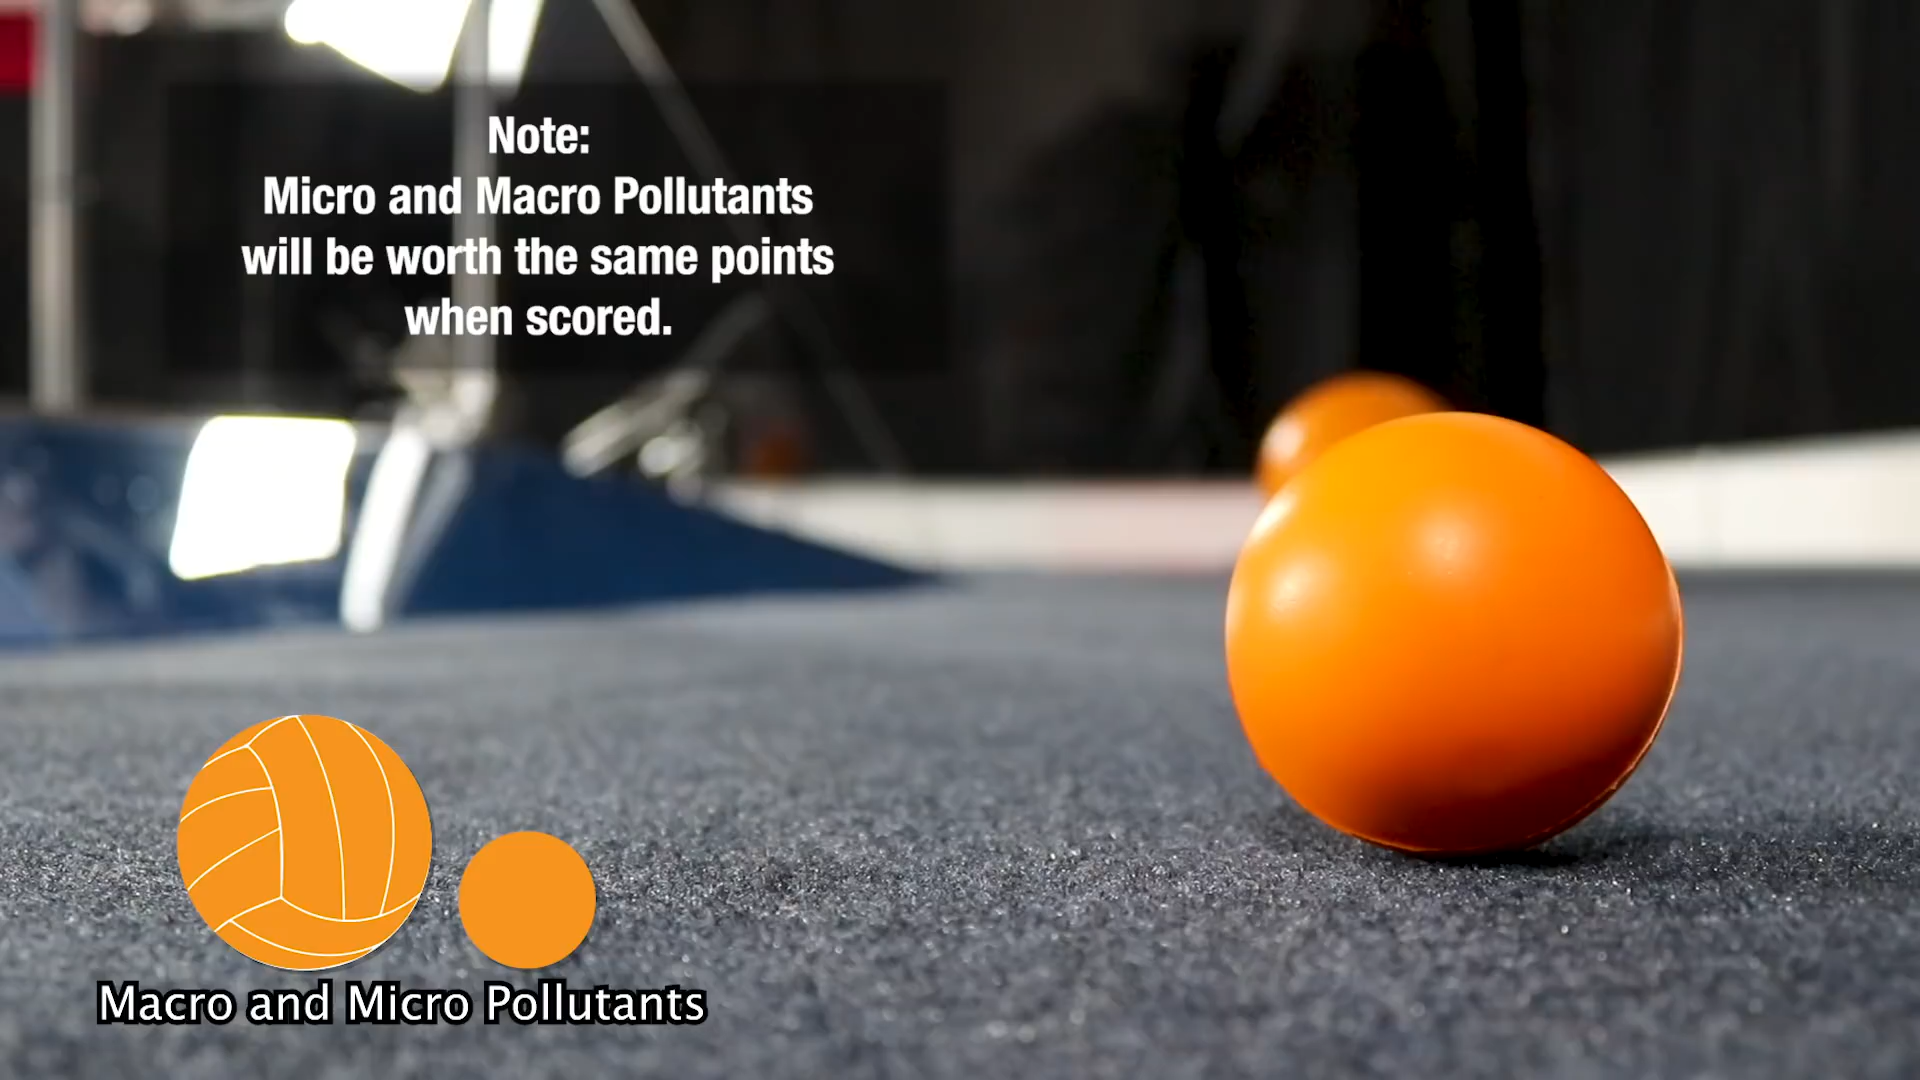 Note:
Micro and Macro Pollutants
will be worth the same points
when scored.
Macro and Micro Pollutants